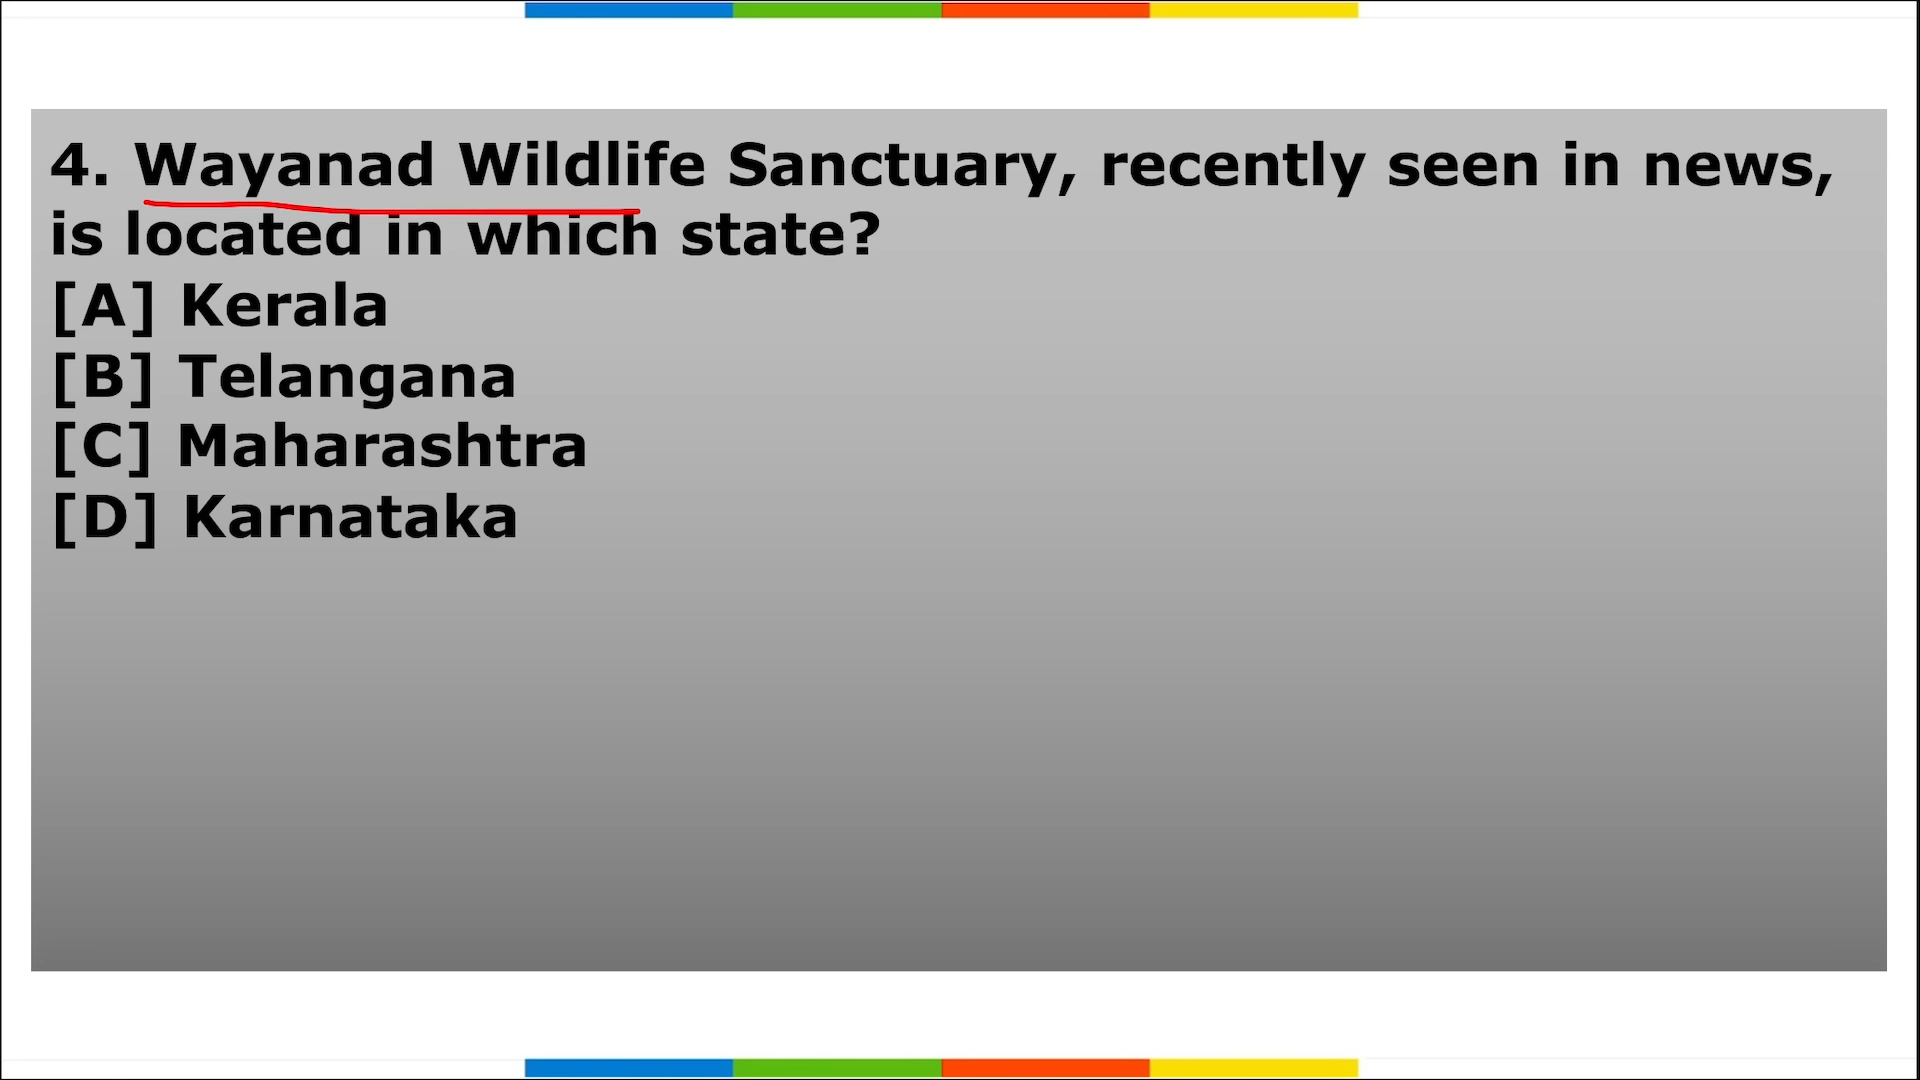 4. Wayanad Wildlife Sanctuary, recently seen in news,
is located in which state?
[A] Kerala
[B] Telangana
[C] Maharashtra
[D] Karnataka